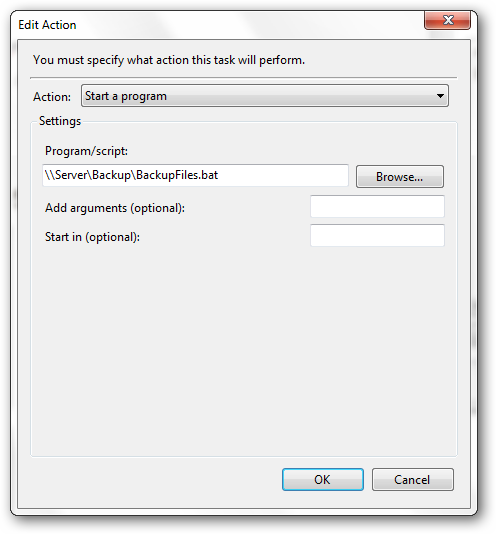 Edit Action
You must specify what action this task will perform.
Action: Start a program
Settings
Program/script:
\\Server\Backup\BackupFiles.bat Browse...
Add arguments (optional):
Start in (optional):
OK Cancel